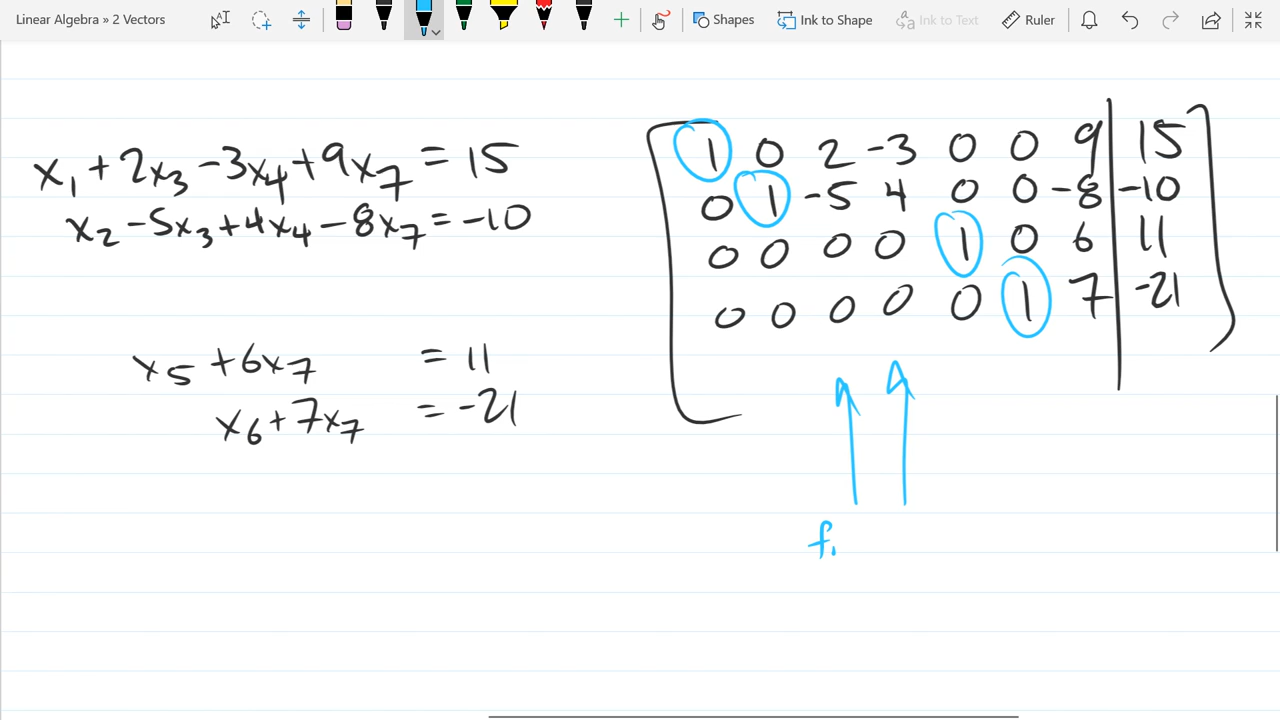 Linear Algebra » 2 Vectors
Shapes
Ink to Shape
Ink to Text
Ruler
x₁ + 2x₃ - 3x₄ + 9x₇ = 15
x₂ - 5x₃ + 4x₄ - 8x₇ = -10
x₅ + 6x₇ = 11
x₆ + 7x₇ = -21
1 0 2 -3 0 0 9 | 15
0 1 -5 4 0 0 -8 | -10
0 0 0 0 1 0 6 | 11
0 0 0 0 0 1 7 | -21